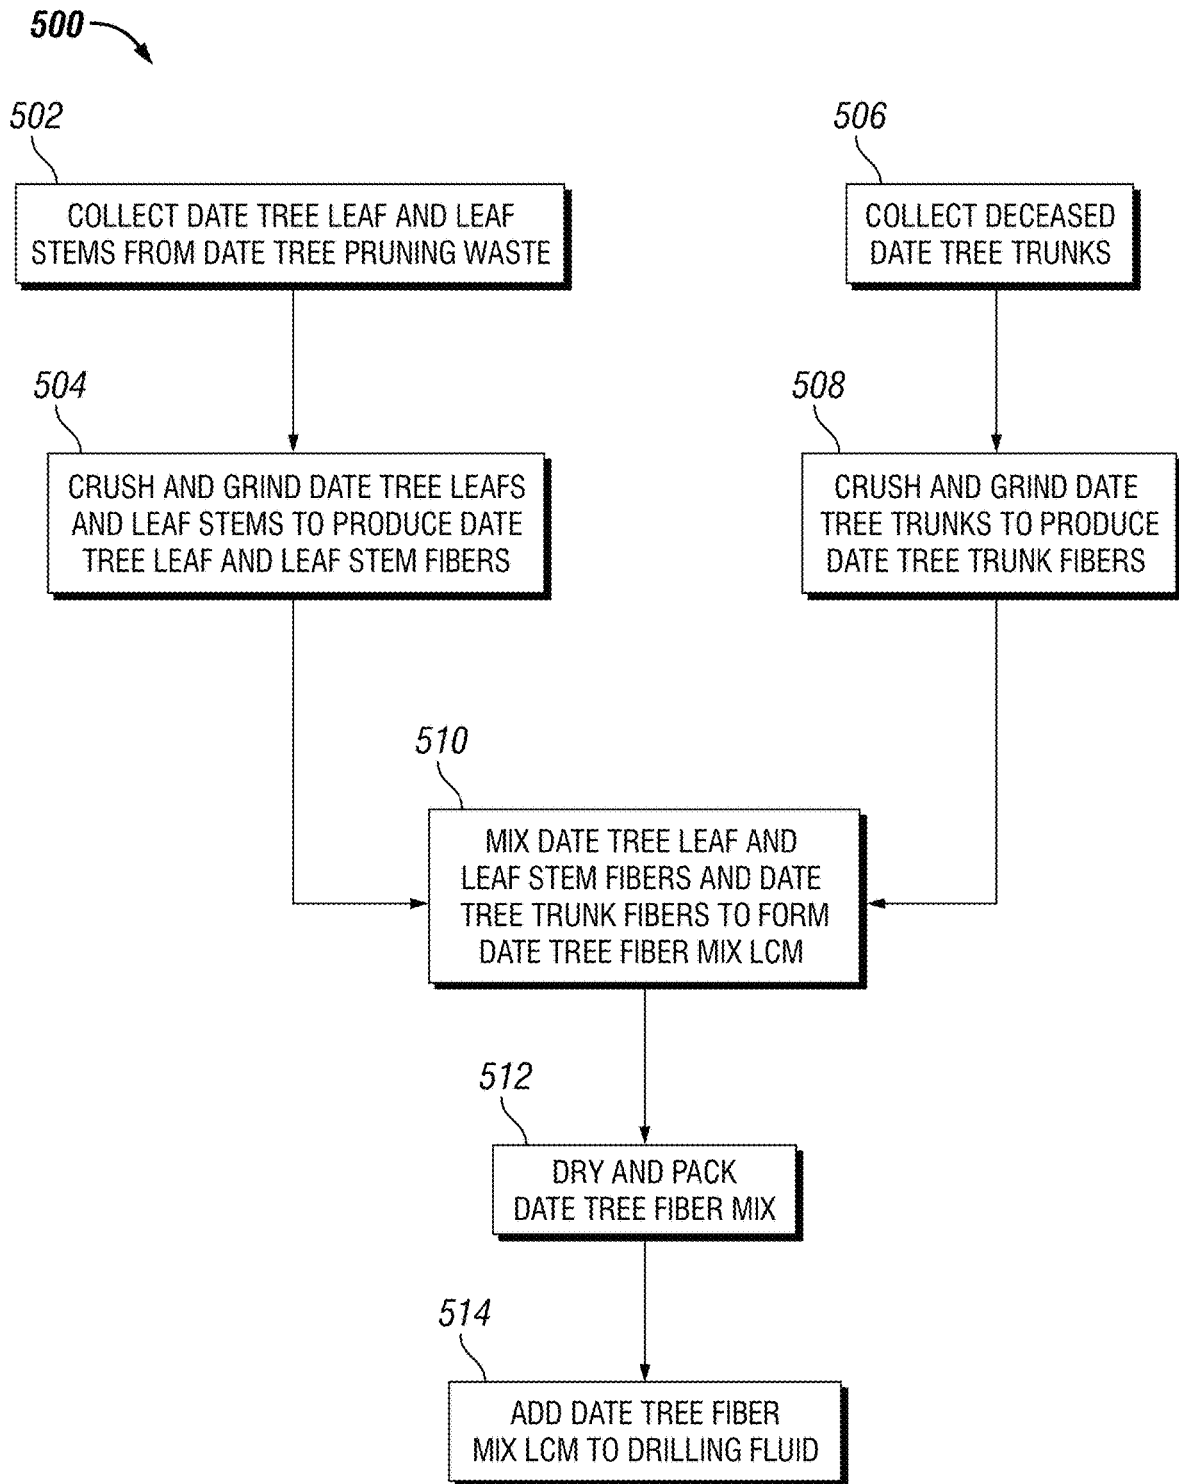 500
502
COLLECT DATE TREE LEAF AND LEAF
STEMS FROM DATE TREE PRUNING WASTE
506
COLLECT DECEASED
DATE TREE TRUNKS
504
CRUSH AND GRIND DATE TREE LEAFS
AND LEAF STEMS TO PRODUCE DATE
TREE LEAF AND LEAF STEM FIBERS
508
CRUSH AND GRIND DATE
TREE TRUNKS TO PRODUCE
DATE TREE TRUNK FIBERS
510
MIX DATE TREE LEAF AND
LEAF STEM FIBERS AND DATE
TREE TRUNK FIBERS TO FORM
DATE TREE FIBER MIX LCM
512
DRY AND PACK
DATE TREE FIBER MIX
514
ADD DATE TREE FIBER
MIX LCM TO DRILLING FLUID